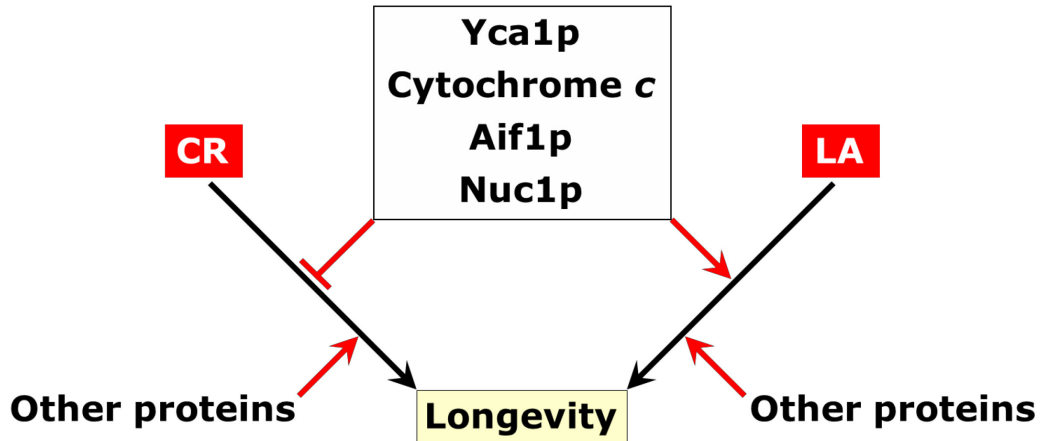 Yca1p
Cytochrome c
Aif1p
Nuc1p
CR
LA
Other proteins
Longevity
Other proteins